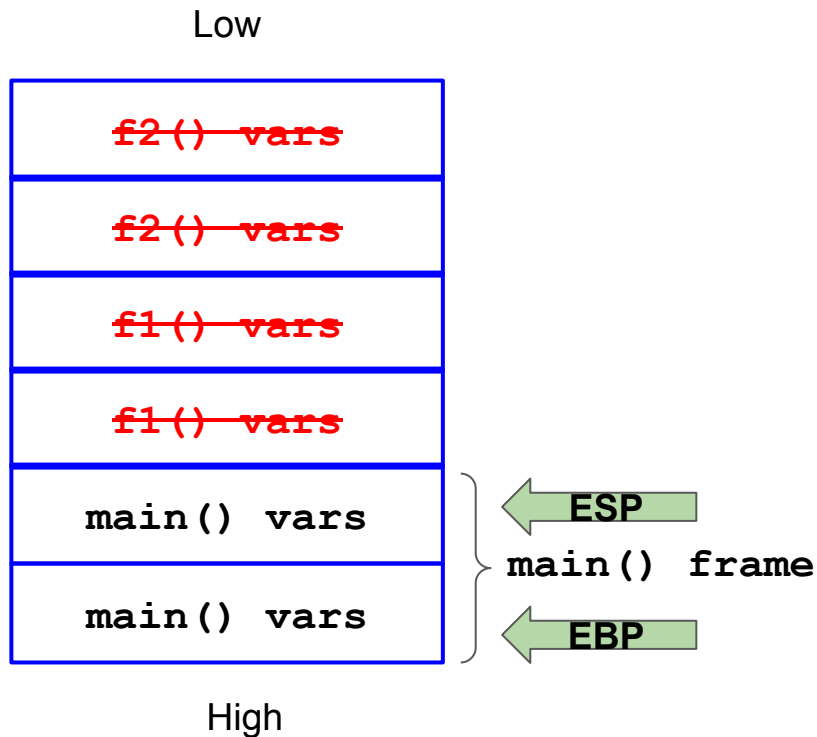 Low
f2() vars
f2() vars
f1() vars
f1() vars
main() vars
ESP
main() frame
main() vars
EBP
High